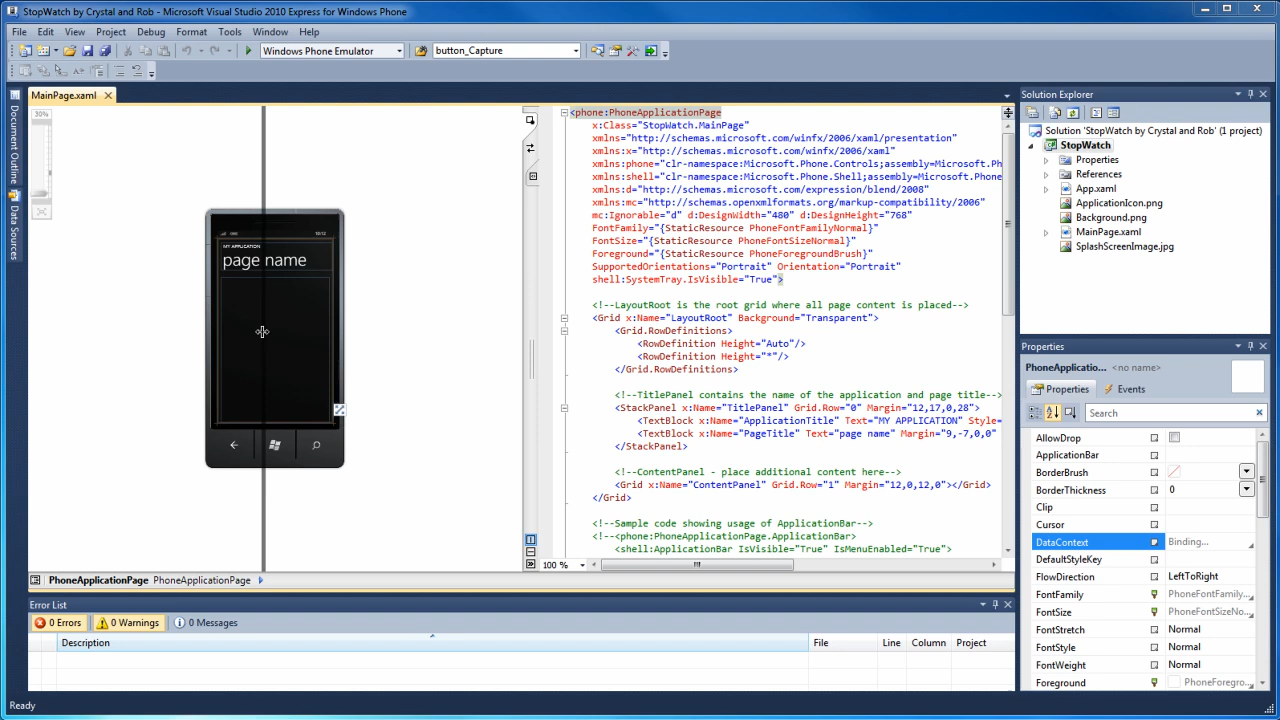 StopWatch by Crystal and Rob - Microsoft Visual Studio 2010 Express for Windows Phone
File Edit View Project Debug Format Tools Window Help
Windows Phone Emulator
button_Capture
MainPage.xaml
Document Outline
Data Sources
30%
10:12
MY APPLICATION
page name
<phone:PhoneApplicationPage
x:Class="StopWatch.MainPage"
xmlns="http://schemas.microsoft.com/winfx/2006/xaml/presentation"
xmlns:x="http://schemas.microsoft.com/winfx/2006/xaml"
xmlns:phone="clr-namespace:Microsoft.Phone.Controls;assembly=Microsoft.Ph
xmlns:shell="clr-namespace:Microsoft.Phone.Shell;assembly=Microsoft.Phone
xmlns:d="http://schemas.microsoft.com/expression/blend/2008"
xmlns:mc="http://schemas.openxmlformats.org/markup-compatibility/2006"
mc:Ignorable="d" d:DesignWidth="480" d:DesignHeight="768"
FontFamily="{StaticResource PhoneFontFamilyNormal}"
FontSize="{StaticResource PhoneFontSizeNormal}"
Foreground="{StaticResource PhoneForegroundBrush}"
SupportedOrientations="Portrait" Orientation="Portrait"
shell:SystemTray.IsVisible="True">
<!--LayoutRoot is the root grid where all page content is placed-->
<Grid x:Name="LayoutRoot" Background="Transparent">
<Grid.RowDefinitions>
<RowDefinition Height="Auto"/>
<RowDefinition Height="*"/>
</Grid.RowDefinitions>
<!--TitlePanel contains the name of the application and page title-->
<StackPanel x:Name="TitlePanel" Grid.Row="0" Margin="12,17,0,28">
<TextBlock x:Name="ApplicationTitle" Text="MY APPLICATION" Style=
<TextBlock x:Name="PageTitle" Text="page name" Margin="9,-7,0,0"
</StackPanel>
<!--ContentPanel - place additional content here-->
<Grid x:Name="ContentPanel" Grid.Row="1" Margin="12,0,12,0"></Grid>
</Grid>
<!--Sample code showing usage of ApplicationBar-->
<!--<phone:PhoneApplicationPage.ApplicationBar>
<shell:ApplicationBar IsVisible="True" IsMenuEnabled="True">
100 %
PhoneApplicationPage PhoneApplicationPage
Error List
0 Errors 0 Warnings 0 Messages
Description File Line Column Project
Ready
Solution Explorer
Solution 'StopWatch by Crystal and Rob' (1 project)
StopWatch
Properties
References
App.xaml
ApplicationIcon.png
Background.png
MainPage.xaml
SplashScreenImage.jpg
Properties
PhoneApplicatio... <no name>
Properties Events
Search
AllowDrop
ApplicationBar
BorderBrush
BorderThickness 0
Clip
Cursor
DataContext Binding...
DefaultStyleKey
FlowDirection LeftToRight
FontFamily PhoneFontFamily...
FontSize PhoneFontSizeNo...
FontStretch Normal
FontStyle Normal
FontWeight Normal
Foreground PhoneForegro...